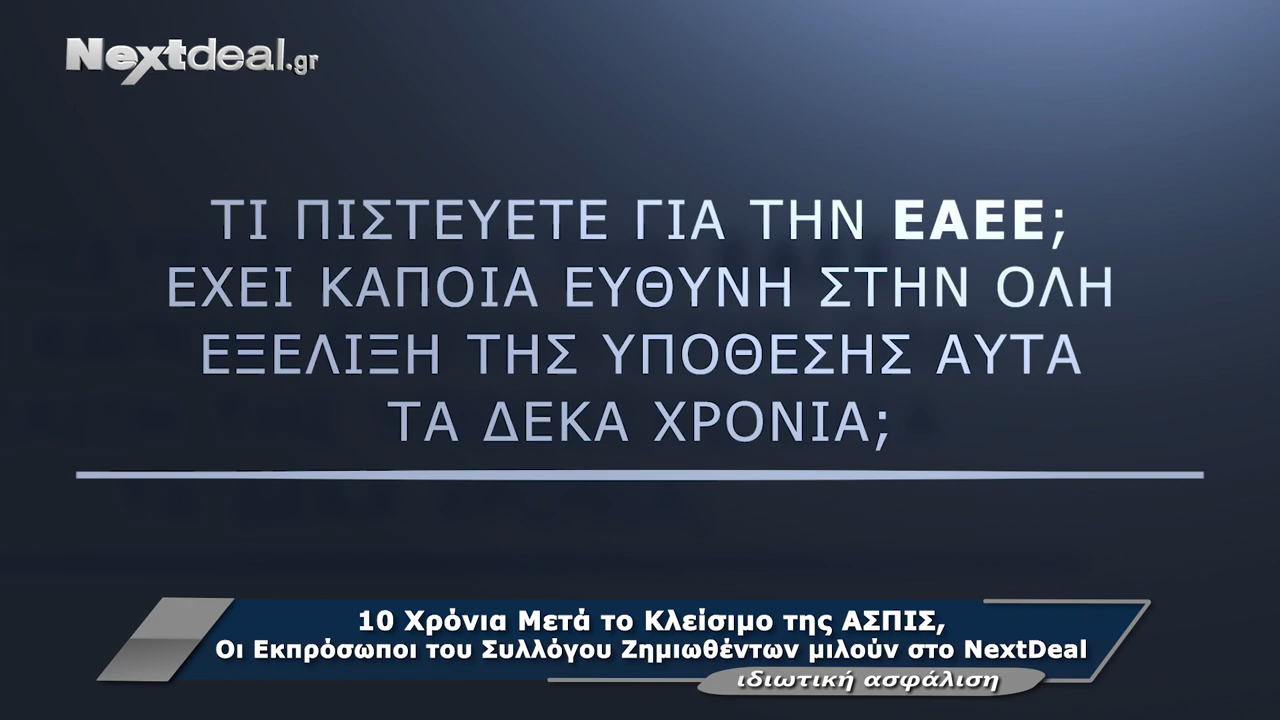 Nextdeal.gr
ΤΙ ΠΙΣΤΕΥΕΤΕ ΓΙΑ ΤΗΝ ΕΑΕΕ;
ΕΧΕΙ ΚΑΠΟΙΑ ΕΥΘΥΝΗ ΣΤΗΝ ΟΛΗ
ΕΞΕΛΙΞΗ ΤΗΣ ΥΠΟΘΕΣΗΣ ΑΥΤΑ
ΤΑ ΔΕΚΑ ΧΡΟΝΙΑ;
10 Χρόνια Μετά το Κλείσιμο της ΑΣΠΙΣ,
Οι Εκπρόσωποι του Συλλόγου Ζημιωθέντων μιλούν στο NextDeal
ιδιωτική ασφάλιση